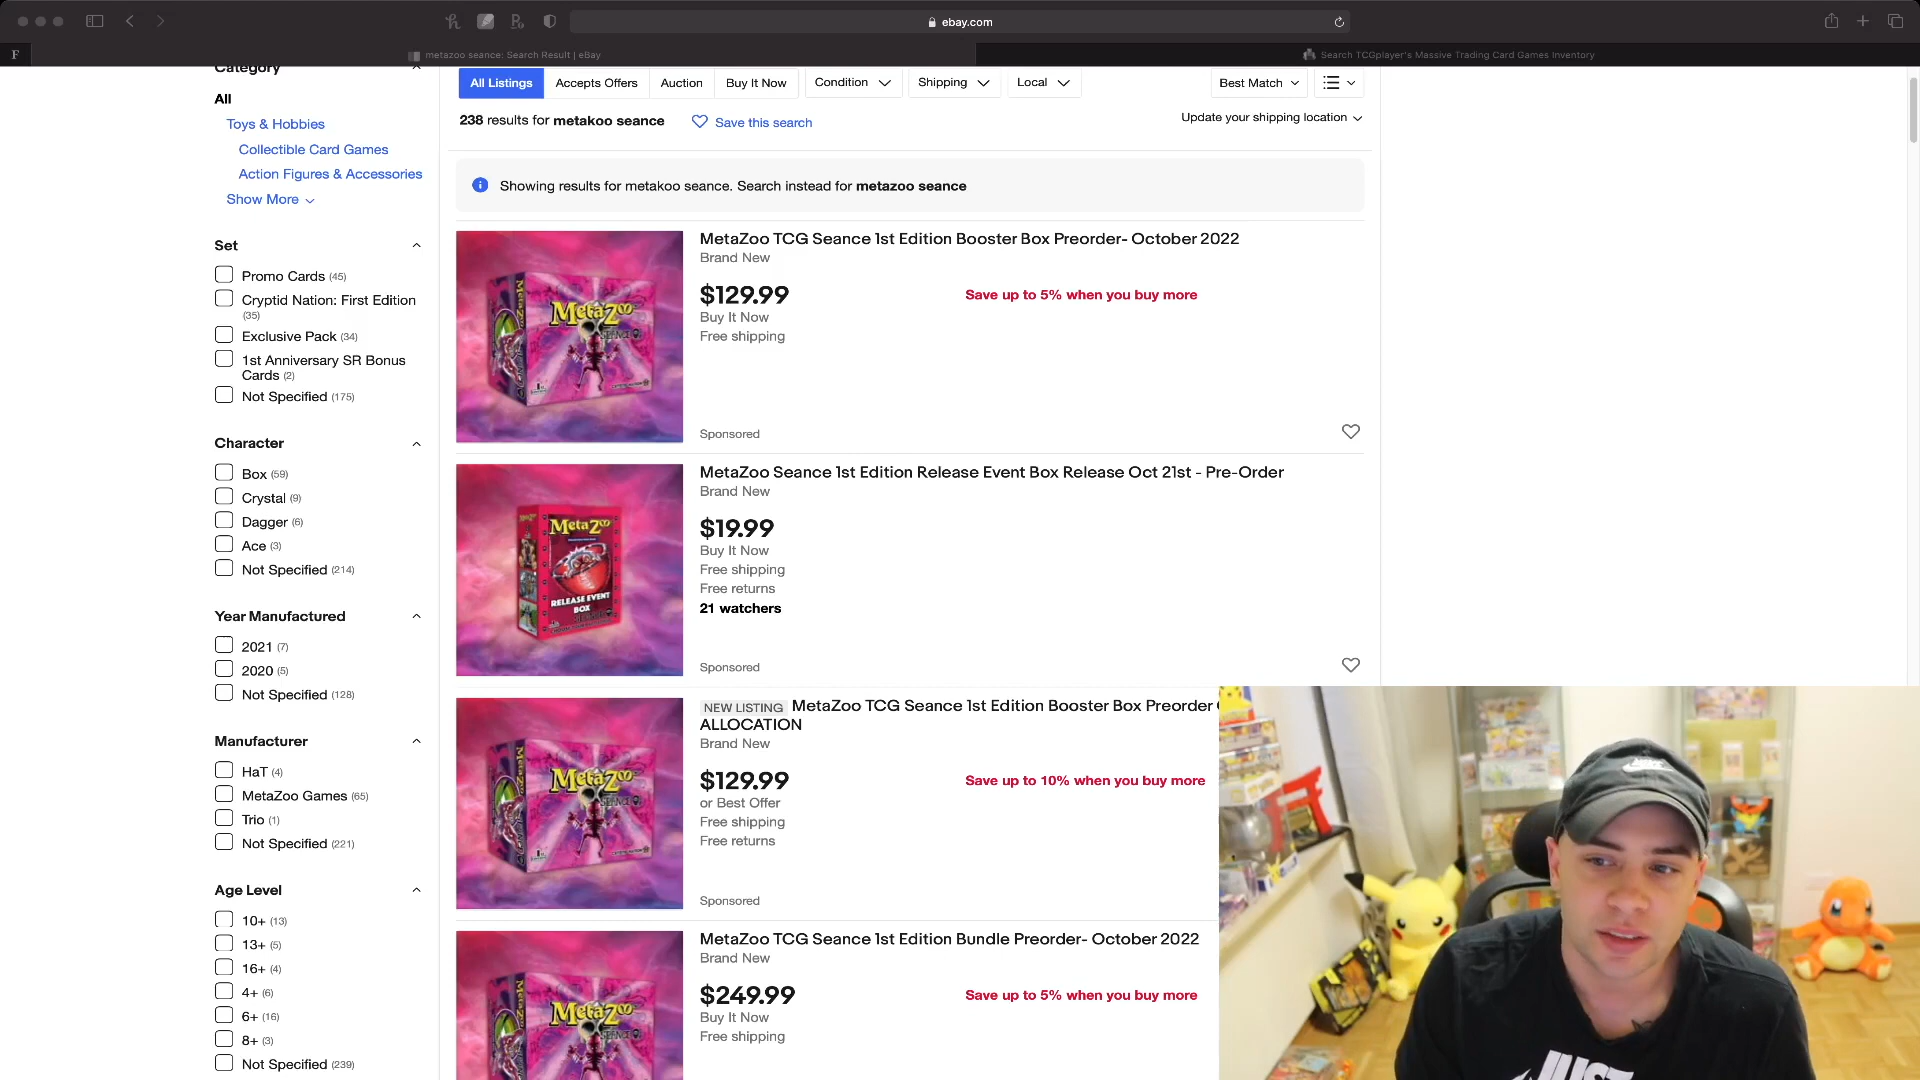 ebay.com
F
metazoo seance: Search Result | eBay
Search TCGplayer's Massive Trading Card Games Inventory
Category
All
Toys & Hobbies
Collectible Card Games
Action Figures & Accessories
Show More
Set
Promo Cards (45)
Cryptid Nation: First Edition
(35)
Exclusive Pack (34)
1st Anniversary SR Bonus
Cards (2)
Not Specified (175)
Character
Box (59)
Crystal (9)
Dagger (6)
Ace (3)
Not Specified (214)
Year Manufactured
2021 (7)
2020 (5)
Not Specified (128)
Manufacturer
HaT (4)
MetaZoo Games (65)
Trio (1)
Not Specified (221)
Age Level
10+ (13)
13+ (5)
16+ (4)
4+ (6)
6+ (16)
8+ (3)
Not Specified (239)
All Listings Accepts Offers Auction Buy It Now Condition Shipping Local Best Match
238 results for metakoo seance Save this search Update your shipping location
Showing results for metakoo seance. Search instead for metazoo seance
MetaZoo TCG Seance 1st Edition Booster Box Preorder- October 2022
Brand New
$129.99 Save up to 5% when you buy more
Buy It Now
Free shipping
Sponsored
MetaZoo
SEANCE
MetaZoo Seance 1st Edition Release Event Box Release Oct 21st - Pre-Order
Brand New
$19.99
Buy It Now
Free shipping
Free returns
21 watchers
Sponsored
MetaZoo
RELEASE EVENT
BOX
NEW LISTING MetaZoo TCG Seance 1st Edition Booster Box Preorder
ALLOCATION
Brand New
$129.99 Save up to 10% when you buy more
or Best Offer
Free shipping
Free returns
Sponsored
MetaZoo
SEANCE
MetaZoo TCG Seance 1st Edition Bundle Preorder- October 2022
Brand New
$249.99 Save up to 5% when you buy more
Buy It Now
Free shipping
MetaZoo
SEANCE
JUST